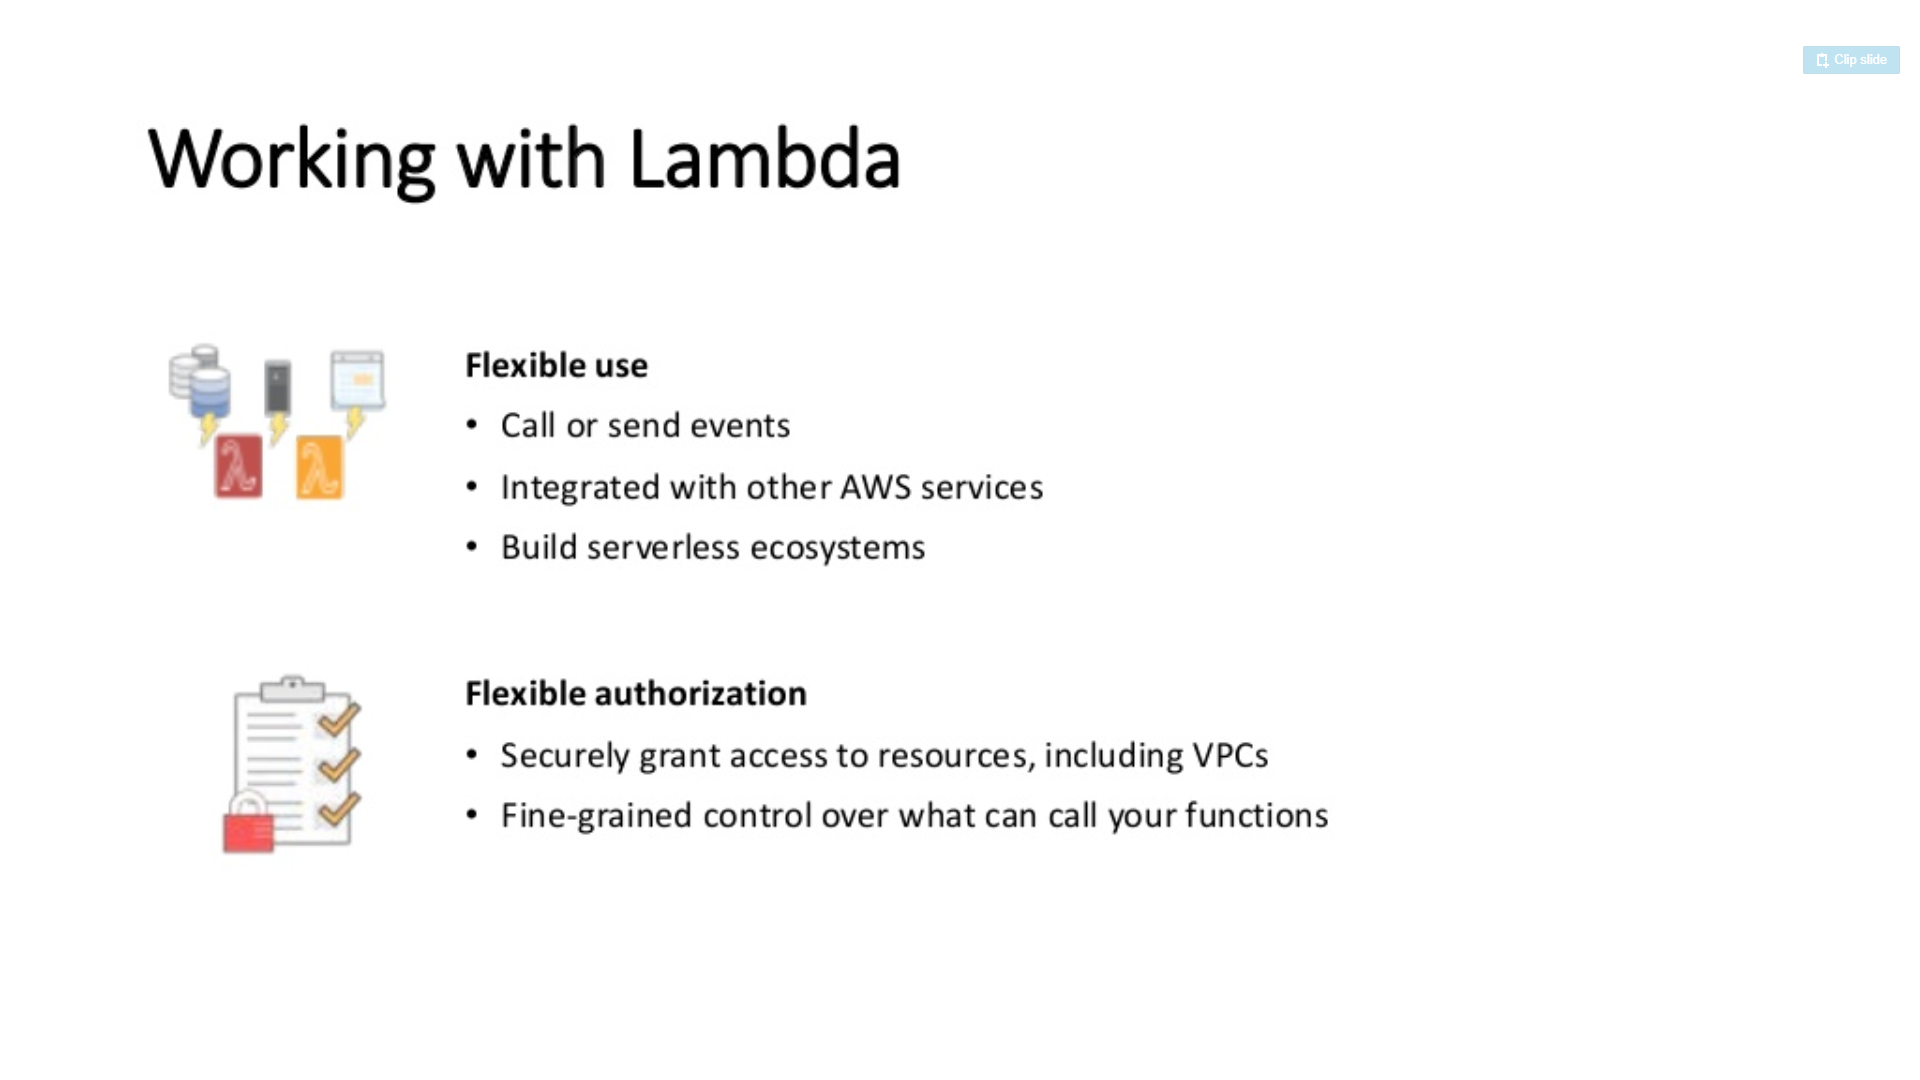 Clip slide
Working with Lambda
Flexible use
• Call or send events
• Integrated with other AWS services
• Build serverless ecosystems
Flexible authorization
• Securely grant access to resources, including VPCs
• Fine-grained control over what can call your functions